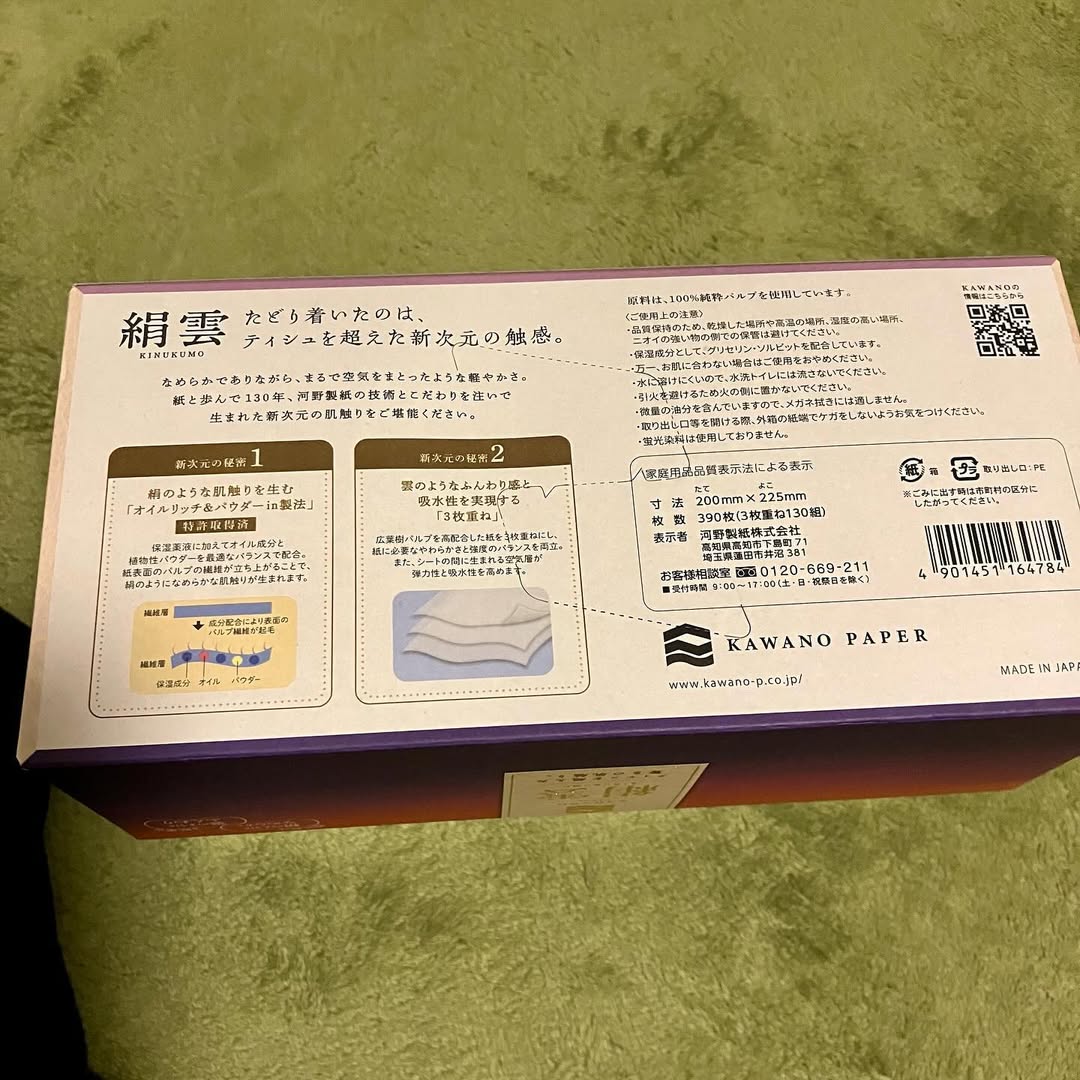 絹雲
KINUKUMO
たどり着いたのは、
ティシュを超えた新次元の触感。
なめらかでありながら、まるで空気をまとったような軽やかさ。
紙と歩んで130年、河野製紙の技術とこだわりを注いで
生まれた新次元の肌触りをご堪能ください。
新次元の秘密1
絹のような肌触りを生む
「オイルリッチ&パウダーin製法」
特許取得済
保湿薬液に加えてオイル成分と
植物性パウダーを最適なバランスで配合。
紙表面のパルプの繊維が立ち上がることで、
絹のようになめらかな肌触りが生まれます。
繊維層
成分配合により表面の
パルプ繊維が起毛
繊維層
保湿成分 オイル パウダー
新次元の秘密2
雲のようなふんわり感と
吸水性を実現する
「3枚重ね」
広葉樹パルプを高配合した紙を3枚重ねにし、
紙に必要なやわらかさと強度のバランスを両立。
また、シートの間に生まれる空気層が
弾力性と吸水性を高めます。
原料は、100%純粋パルプを使用しています。
〈ご使用上の注意〉
・品質保持のため、乾燥した場所や高温の場所、湿度の高い場所、
ニオイの強い物の側での保管は避けてください。
・保湿成分として、グリセリン・ソルビットを配合しています。
・万一、お肌に合わない場合はご使用をおやめください。
・水に溶けにくいので、水洗トイレには流さないでください。
・引火を避けるため火の側に置かないでください。
・微量の油分を含んでいますので、メガネ拭きには適しません。
・取り出し口等を開ける際、外箱の紙端でケガをしないようお気をつけください。
・蛍光染料は使用しておりません。
KAWANOの
情報はこちらから
家庭用品品質表示法による表示
たて よこ
寸法 200mm×225mm
枚数 390枚(3枚重ね130組)
表示者 河野製紙株式会社
高知県高知市下島町71
埼玉県蓮田市井沼381
お客様相談室 0120-669-211
■受付時間 9:00~17:00(土・日・祝祭日を除く)
紙 箱 プラ 取り出し口:PE
※ごみに出す時は市町村の区分に
したがってください。
4 901451 164784
KAWANO PAPER
www.kawano-p.co.jp/
MADE IN JAPA